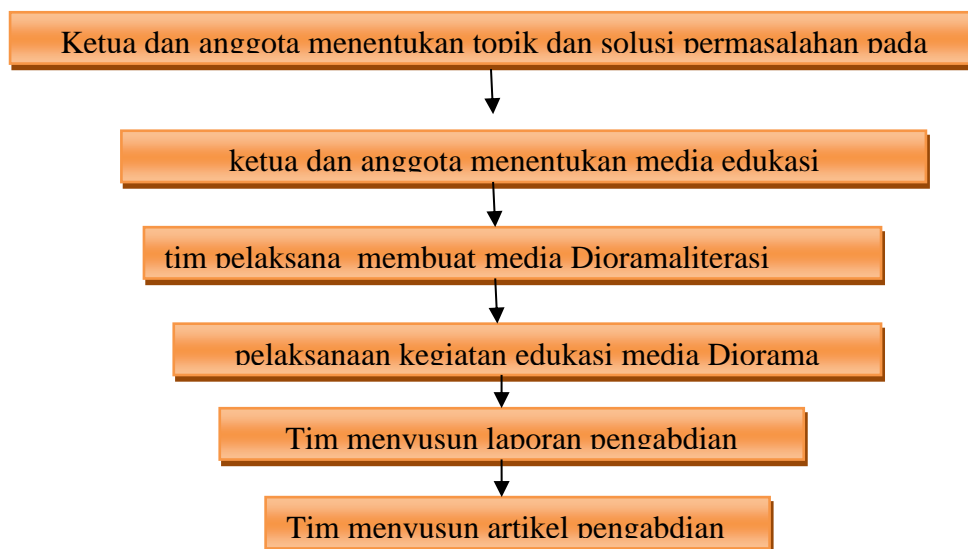 Ketua dan anggota menentukan topik dan solusi permasalahan pada
ketua dan anggota menentukan media edukasi
tim pelaksana membuat media Dioramaliterasi
pelaksanaan kegiatan edukasi media Diorama
Tim menyusun laporan pengabdian
Tim menyusun artikel pengabdian